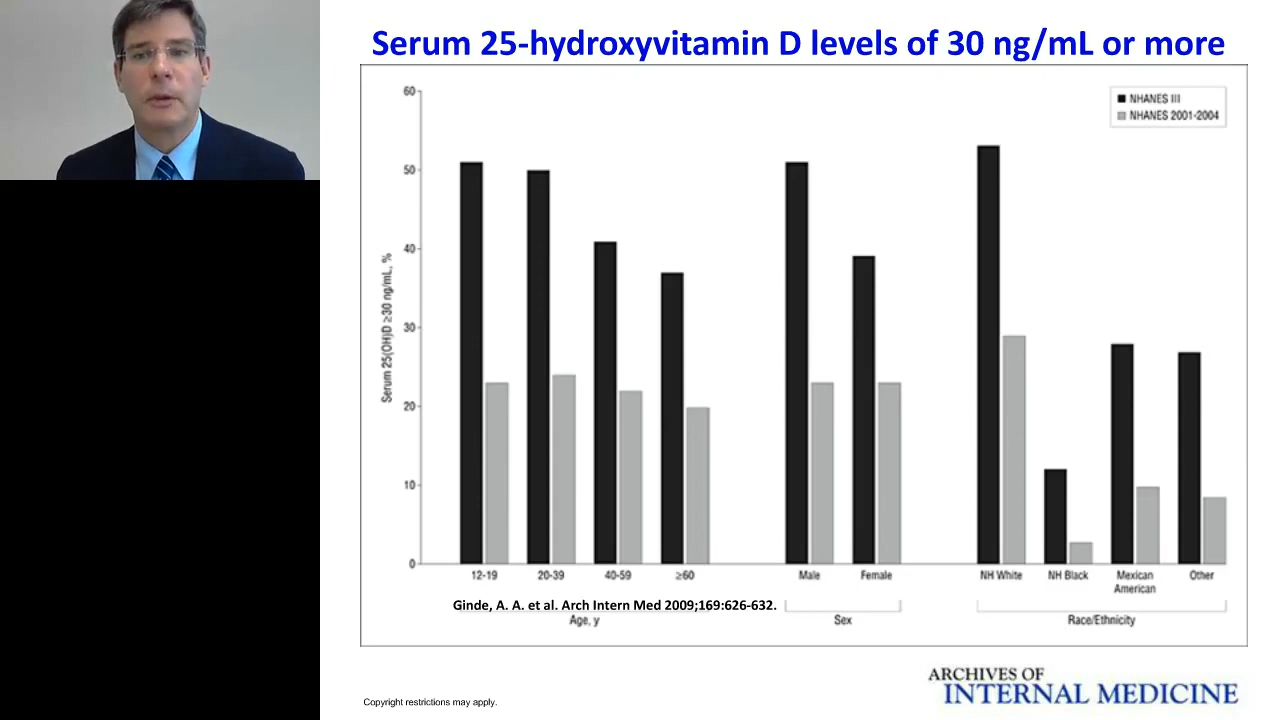 Serum 25-hydroxyvitamin D levels of 30 ng/mL or more
NHANES III
NHANES 2001-2004
60
50
40
30
20
10
0
Serum 25(OH)D ≥30 ng/mL, %
12-19 20-39 40-59 ≥60 Male Female NH White NH Black Mexican American Other
Ginde, A. A. et al. Arch Intern Med 2009;169:626-632.
Age, y Sex Race/Ethnicity
ARCHIVES OF
INTERNAL MEDICINE
Copyright restrictions may apply.